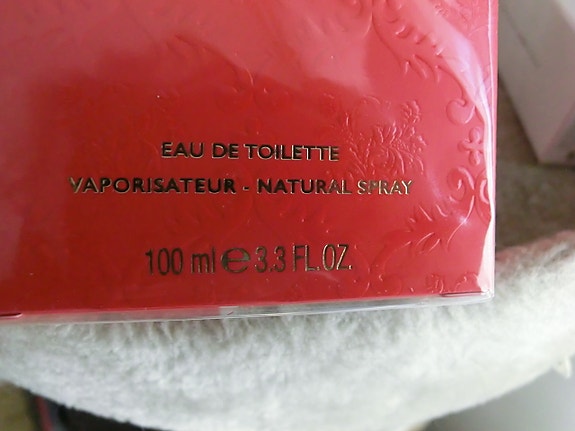 EAU DE TOILETTE
VAPORISATEUR - NATURAL SPRAY
100 ml ℮ 3.3 FL.OZ.